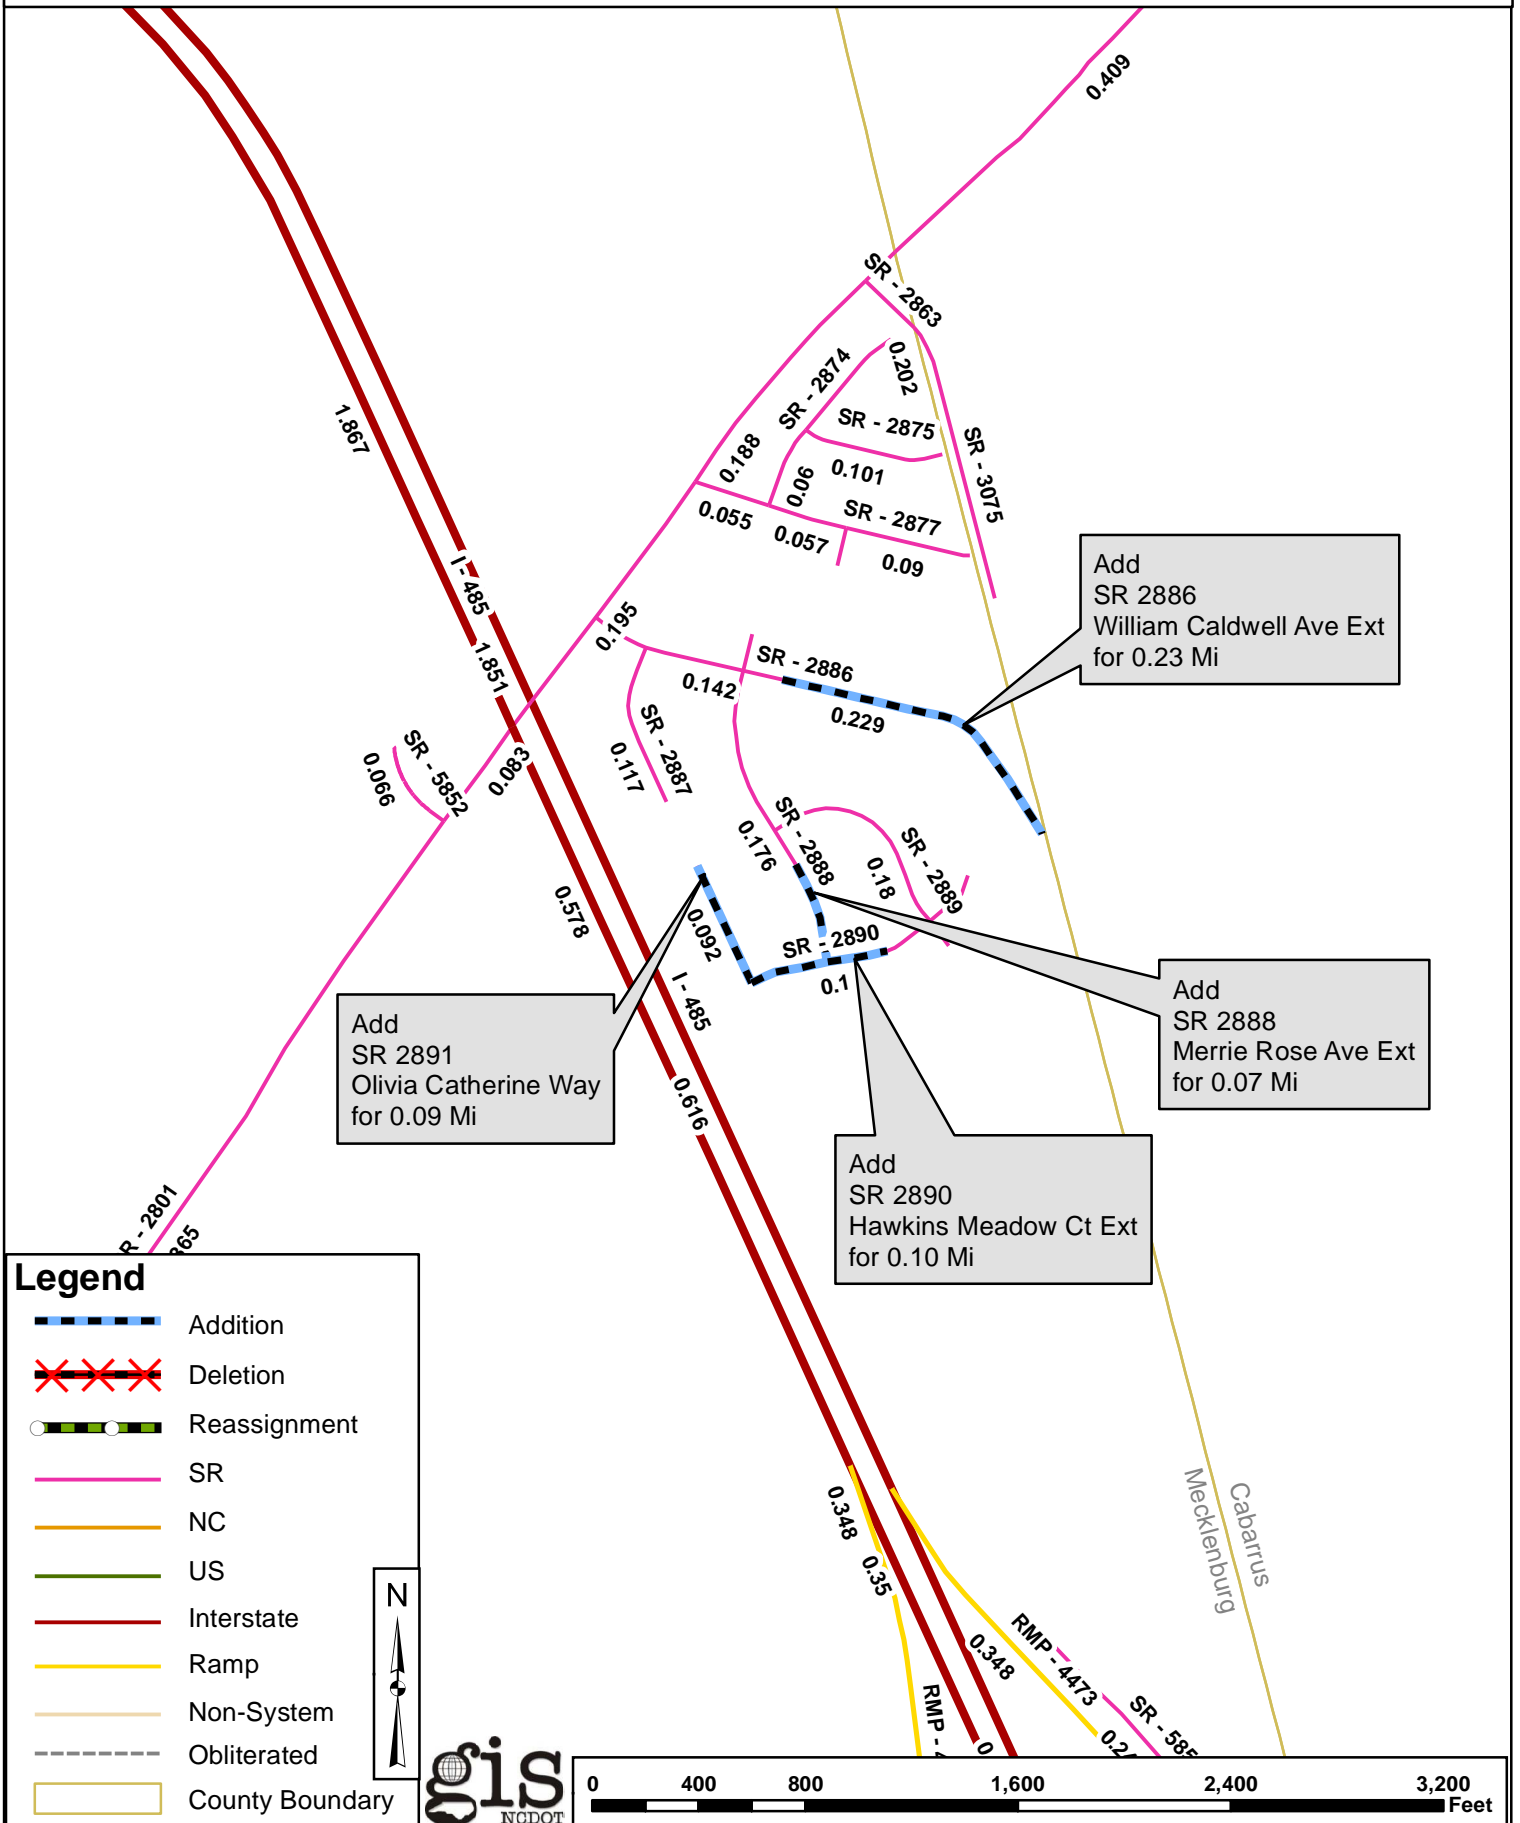 0.409
SR - 2863
0.202
SR - 2874
SR - 2875
0.188
0.101
SR - 3075
0.06
0.055
SR - 2877
0.057
0.09
1.867
I - 485
Add
SR 2886
William Caldwell Ave Ext
for 0.23 Mi
0.195
1.851
SR - 2886
0.142
0.229
SR - 2887
0.117
SR - 5852
0.066
0.083
SR - 2888
0.176
0.18
SR - 2889
0.578
0.092
SR - 2890
0.1
I - 485
Add
SR 2891
Olivia Catherine Way
for 0.09 Mi
Add
SR 2888
Merrie Rose Ave Ext
for 0.07 Mi
0.616
Add
SR 2890
Hawkins Meadow Ct Ext
for 0.10 Mi
R - 2801
365
Legend
Addition
Deletion
Reassignment
SR
NC
US
Interstate
Ramp
Non-System
Obliterated
County Boundary
N
0.348
0.35
Cabarrus
Mecklenburg
RMP - 4473
0.348
RMP -
SR - 585
0
gis
NCDOT
0 400 800 1,600 2,400 3,200
Feet